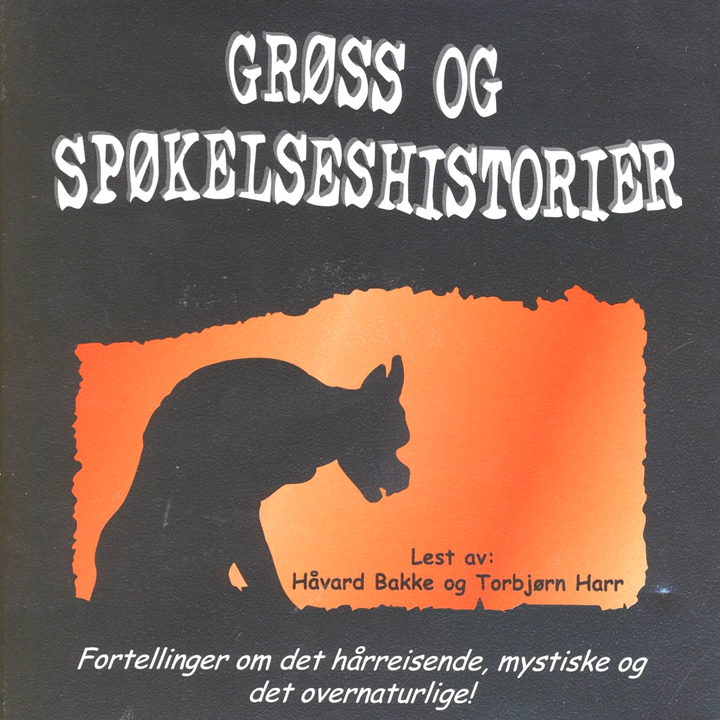 GRØSS OG
SPØKELSESHISTORIER
Lest av:
Håvard Bakke og Torbjørn Harr
Fortellinger om det hårreisende, mystiske og
det overnaturlige!